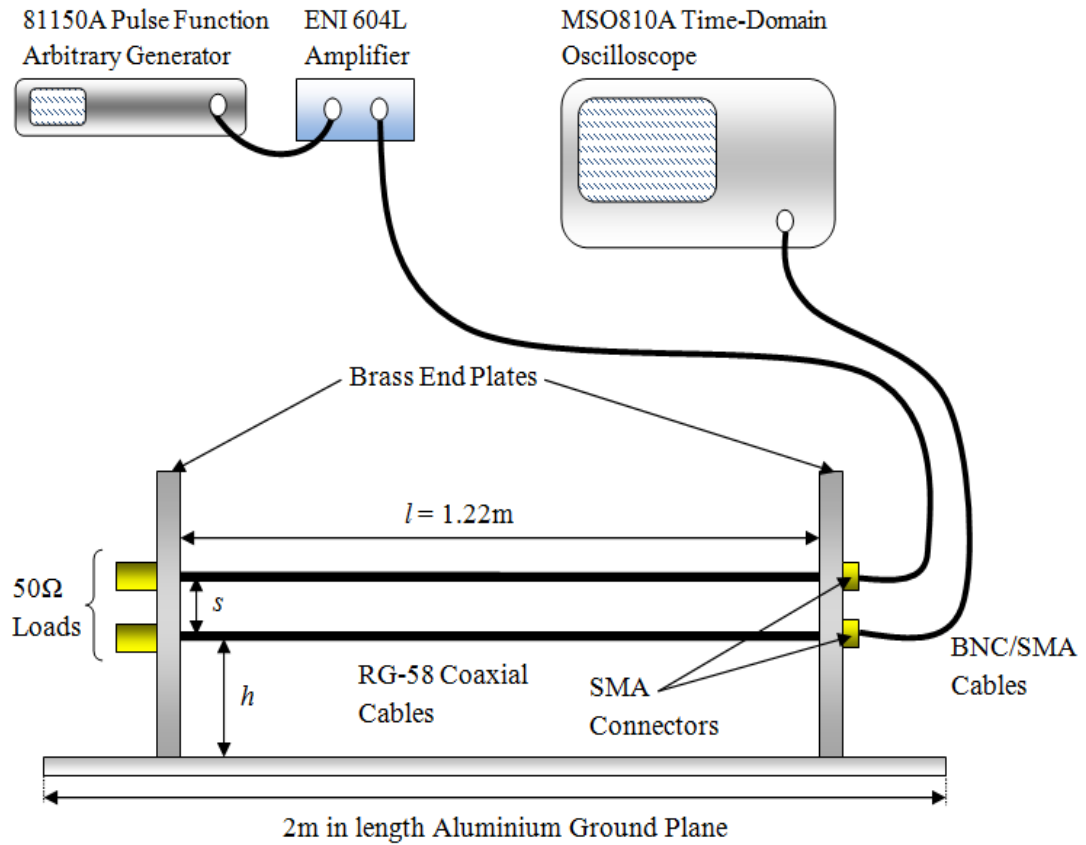 81150A Pulse Function
Arbitrary Generator
ENI 604L
Amplifier
MSO810A Time-Domain
Oscilloscope
Brass End Plates
l = 1.22m
50Ω
Loads
s
h
RG-58 Coaxial
Cables
SMA
Connectors
BNC/SMA
Cables
2m in length Aluminium Ground Plane